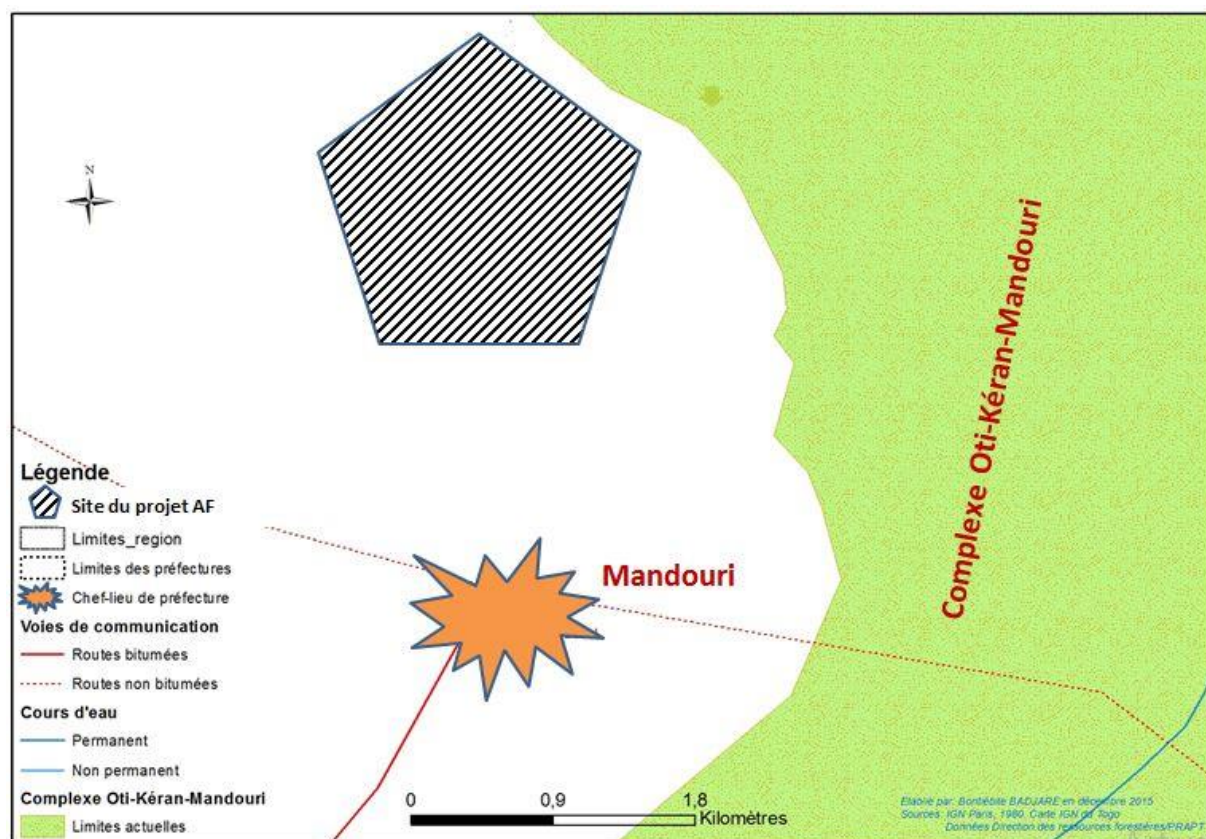 N
Complexe Oti-Kéran-Mandouri
Mandouri
Légende
Site du projet AF
Limites_region
Limites des préfectures
Chef-lieu de préfecture
Voies de communication
Routes bitumées
Routes non bitumées
Cours d'eau
Permanent
Non permanent
Complexe Oti-Kéran-Mandouri
Limites actuelles
0 0,9 1,8
Kilomètres
Elablie par: Bontiébite BADJARE en décembre 2015
Sources: IGN Paris, 1980. Carte IGN du Togo
Données Direction des ressources forestières/PRAPT